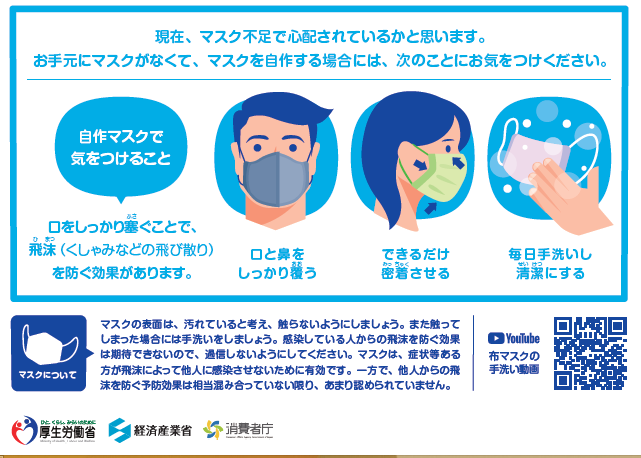 現在、マスク不足で心配されているかと思います。
お手元にマスクがなくて、マスクを自作する場合には、次のことにお気をつけください。
自作マスクで
気をつけること
口をしっかり塞ぐことで、
飛沫(くしゃみなどの飛び散り)
を防ぐ効果があります。
口と鼻を
しっかり覆う
できるだけ
密着させる
毎日手洗いし
清潔にする
マスクについて
マスクの表面は、汚れていると考え、触らないようにしましょう。また触って
しまった場合には手洗いをしましょう。感染している人からの飛沫を防ぐ効果
は期待できないので、過信しないようにしてください。マスクは、症状等ある
方が飛沫によって他人に感染させないために有効です。一方で、他人からの飛
沫を防ぐ予防効果は相当混み合っていない限り、あまり認められていません。
YouTube
布マスクの
手洗い動画
ひと、くらし、みらいのために
厚生労働省
経済産業省
消費者庁